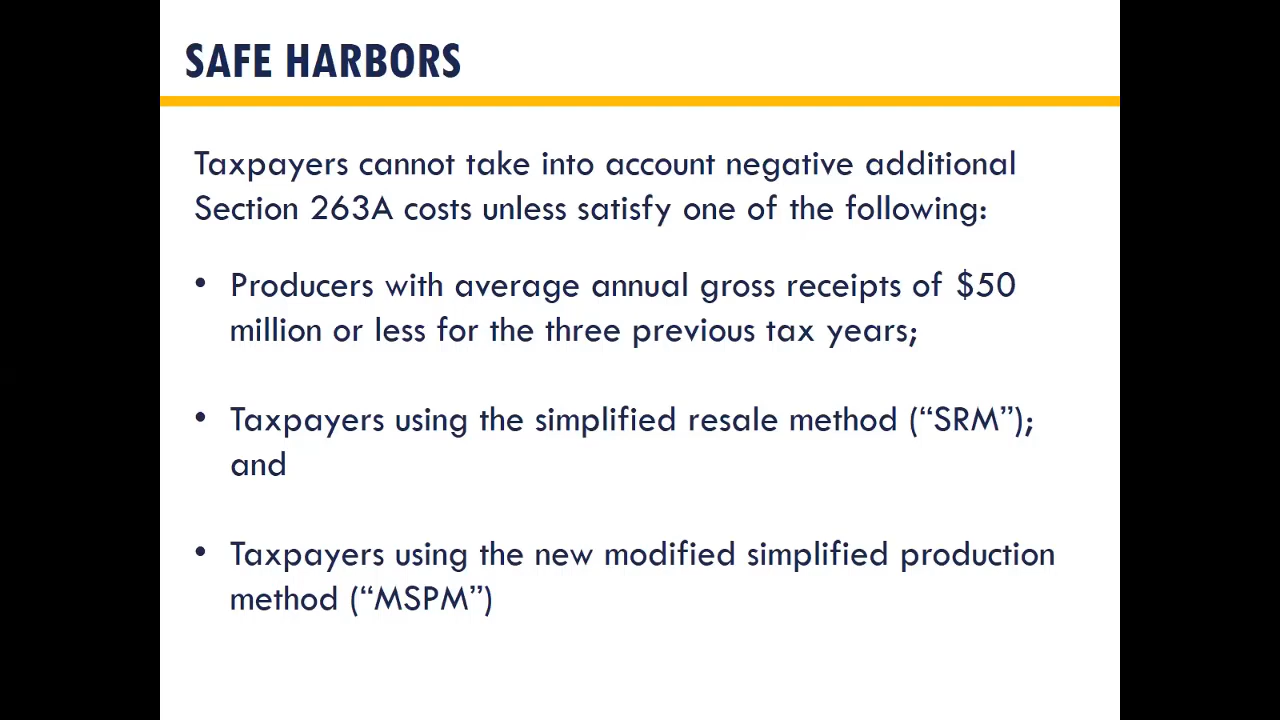 SAFE HARBORS
Taxpayers cannot take into account negative additional
Section 263A costs unless satisfy one of the following:
• Producers with average annual gross receipts of $50
million or less for the three previous tax years;
• Taxpayers using the simplified resale method (“SRM”);
and
• Taxpayers using the new modified simplified production
method (“MSPM”)